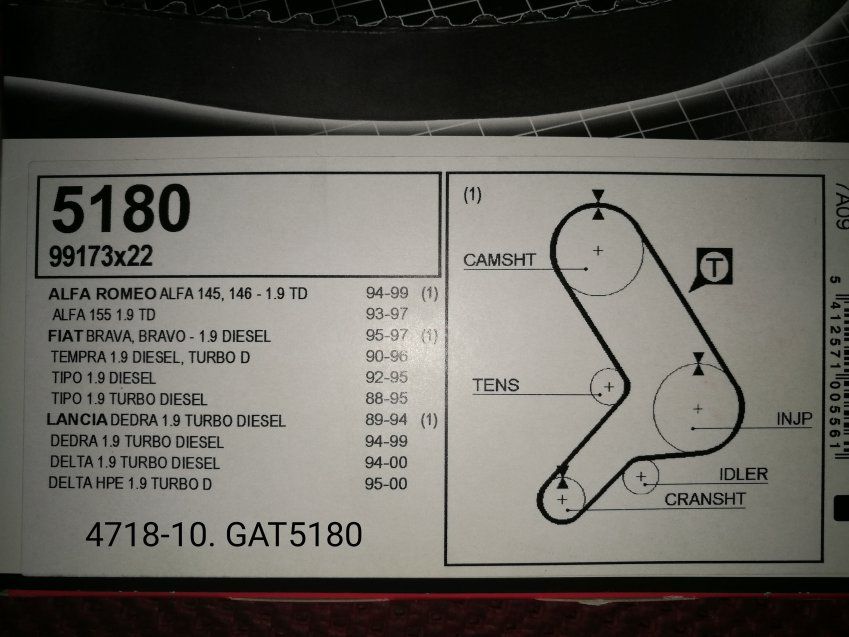 5180
99173x22
ALFA ROMEO ALFA 145, 146 - 1.9 TD 94-99 (1)
ALFA 155 1.9 TD 93-97
FIAT BRAVA, BRAVO - 1.9 DIESEL 95-97 (1)
TEMPRA 1.9 DIESEL, TURBO D 90-96
TIPO 1.9 DIESEL 92-95
TIPO 1.9 TURBO DIESEL 88-95
LANCIA DEDRA 1.9 TURBO DIESEL 89-94 (1)
DEDRA 1.9 TURBO DIESEL 94-99
DELTA 1.9 TURBO DIESEL 94-00
DELTA HPE 1.9 TURBO D 95-00
4718-10. GAT5180
(1)
CAMSHT
T
TENS
INJP
IDLER
CRANSHT
7A09
5 412571 005561